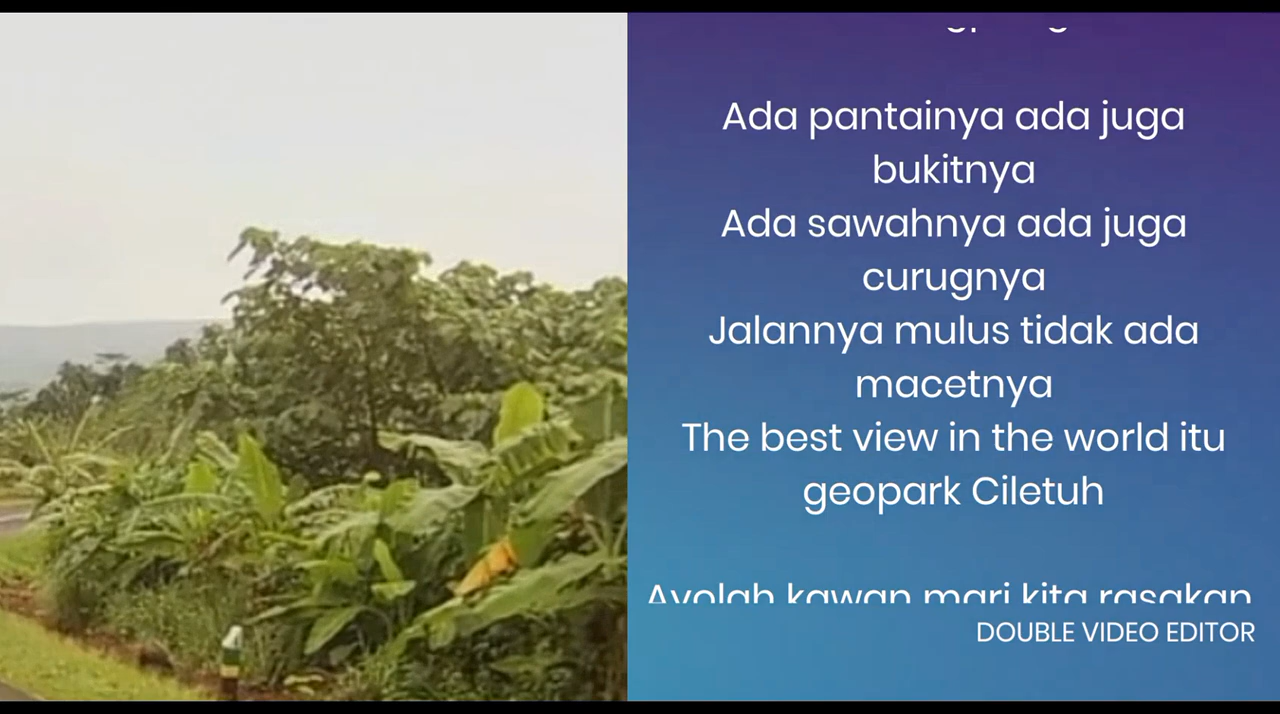 Ada pantainya ada juga
bukitnya
Ada sawahnya ada juga
curugnya
Jalannya mulus tidak ada
macetnya
The best view in the world itu
geopark Ciletuh
Ayolah kawan mari kita rasakan
DOUBLE VIDEO EDITOR